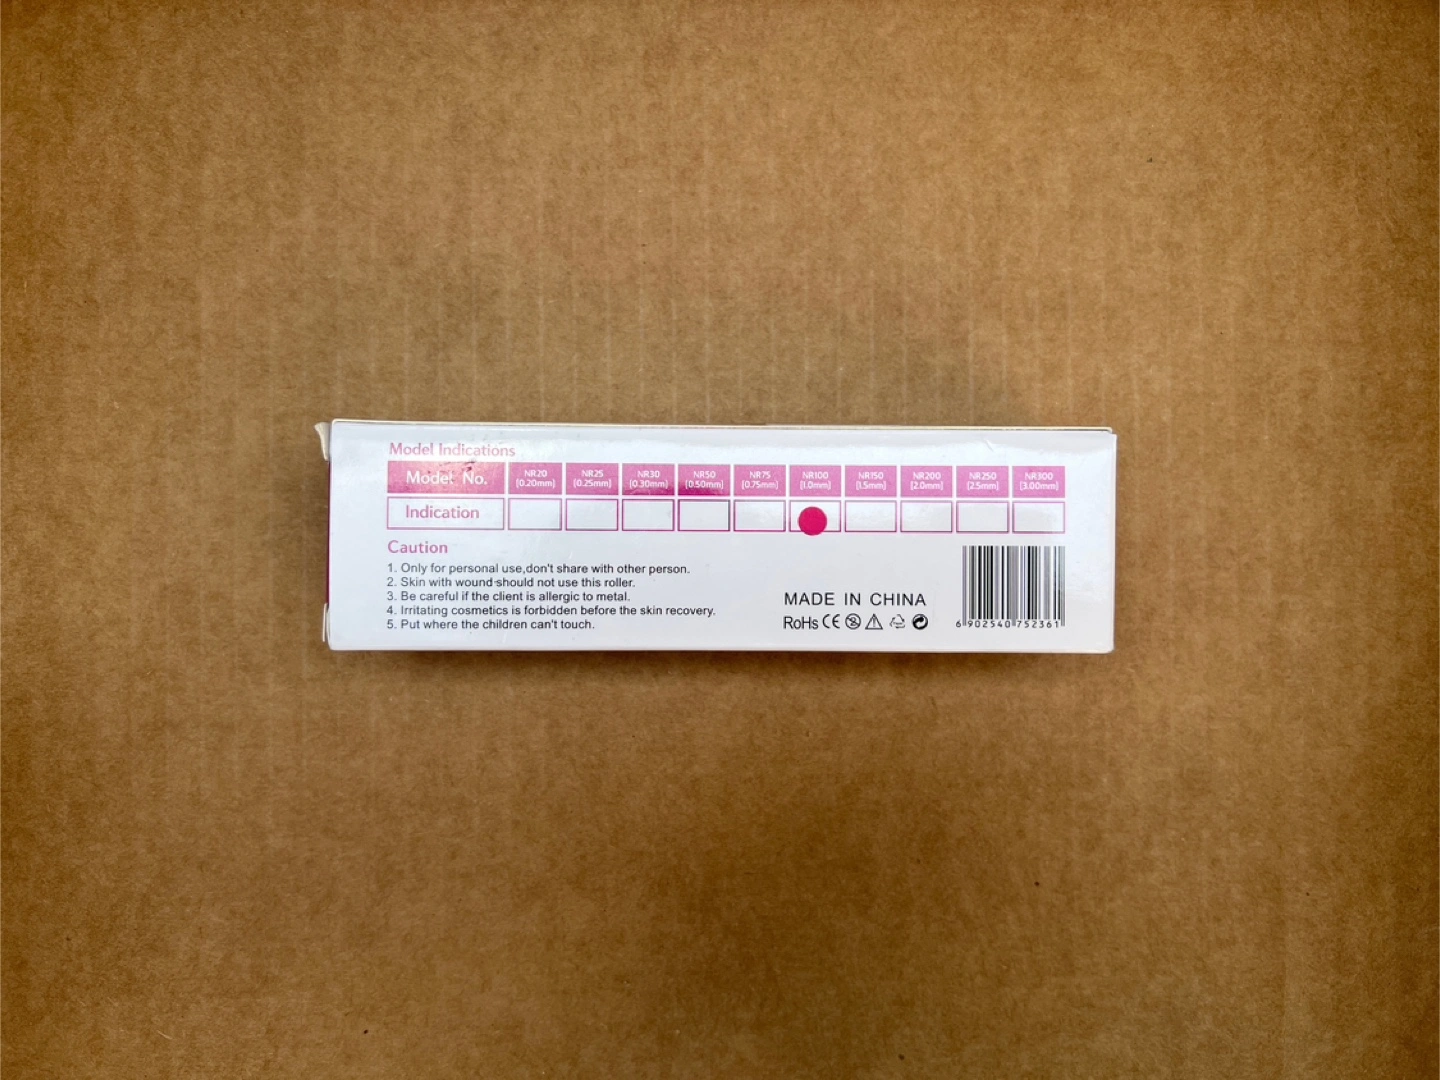 Model Indications
Model No. NR20 NR25 NR30 NR50 NR75 NR100 NR150 NR200 NR250 NR300
(0.20mm) (0.25mm) (0.30mm) (0.50mm) (0.75mm) (1.0mm) (1.5mm) (2.0mm) (2.5mm) (3.00mm)
Indication
Caution
1. Only for personal use,don't share with other person.
2. Skin with wound should not use this roller.
3. Be careful if the client is allergic to metal.
4. Irritating cosmetics is forbidden before the skin recovery.
5. Put where the children can't touch.
MADE IN CHINA
RoHs CE
6 902540 752361